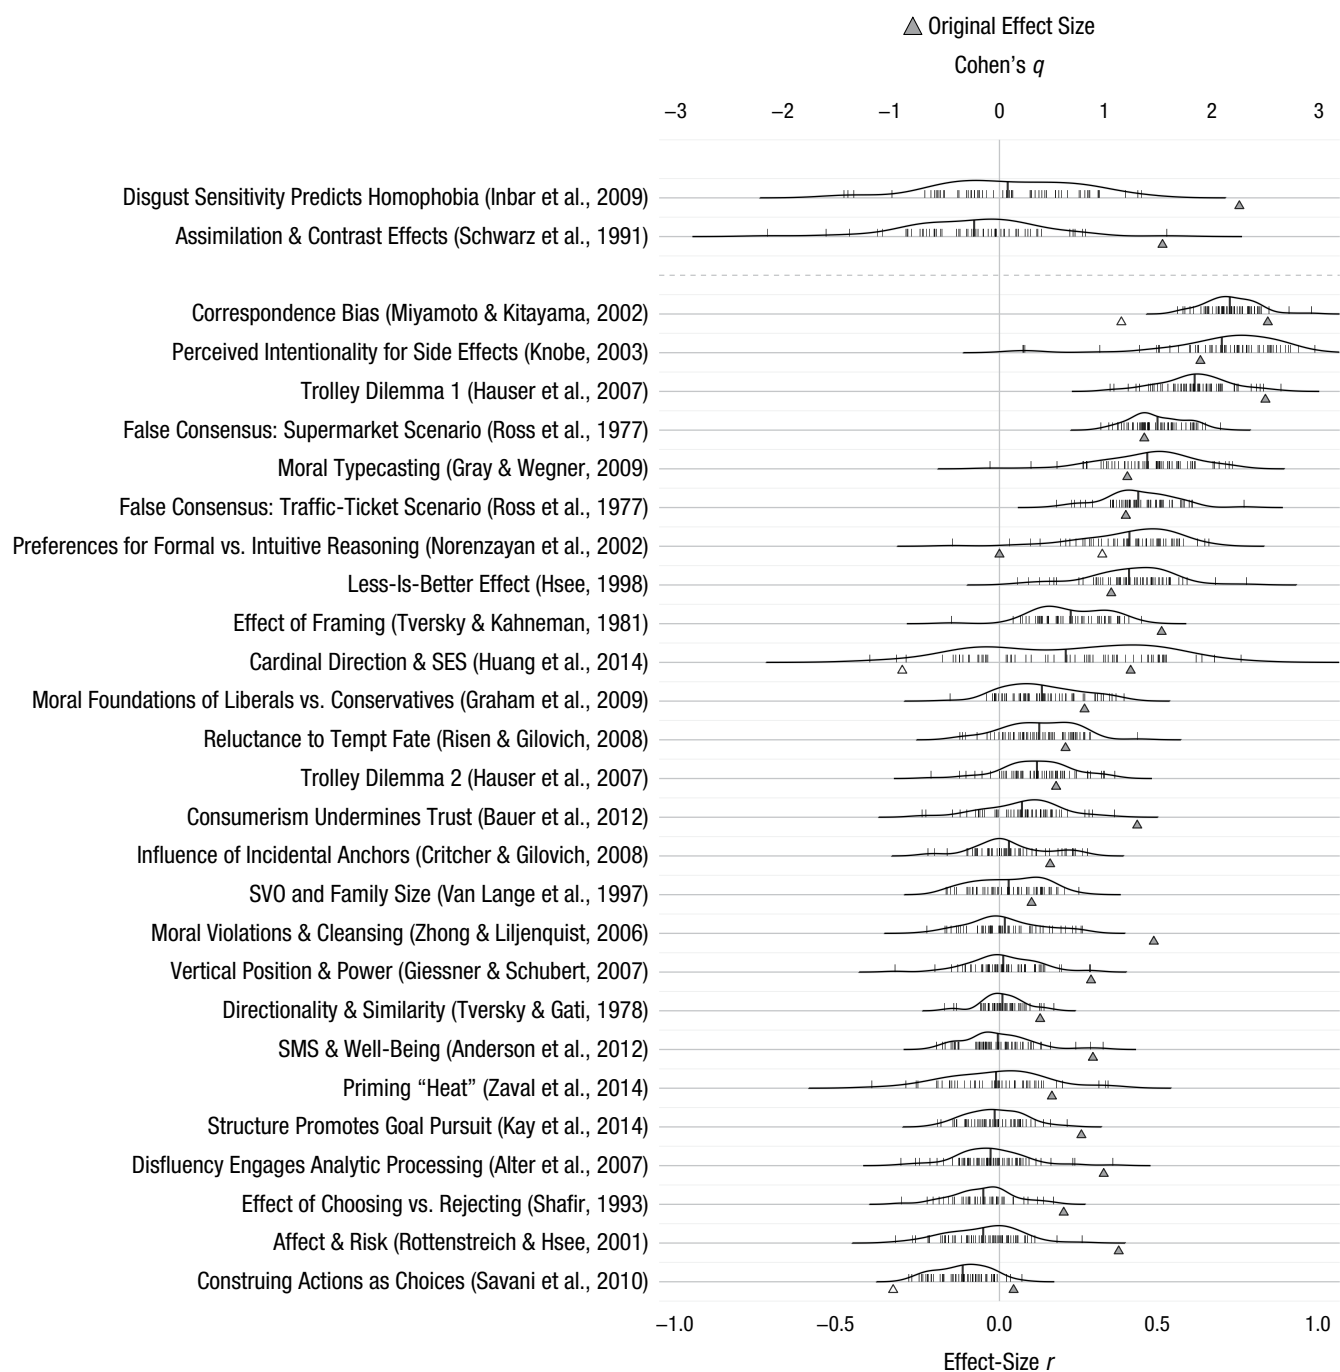 Original Effect Size
Cohen's q
−3 −2 −1 0 1 2 3
Disgust Sensitivity Predicts Homophobia (Inbar et al., 2009)
Assimilation & Contrast Effects (Schwarz et al., 1991)
Correspondence Bias (Miyamoto & Kitayama, 2002)
Perceived Intentionality for Side Effects (Knobe, 2003)
Trolley Dilemma 1 (Hauser et al., 2007)
False Consensus: Supermarket Scenario (Ross et al., 1977)
Moral Typecasting (Gray & Wegner, 2009)
False Consensus: Traffic-Ticket Scenario (Ross et al., 1977)
Preferences for Formal vs. Intuitive Reasoning (Norenzayan et al., 2002)
Less-Is-Better Effect (Hsee, 1998)
Effect of Framing (Tversky & Kahneman, 1981)
Cardinal Direction & SES (Huang et al., 2014)
Moral Foundations of Liberals vs. Conservatives (Graham et al., 2009)
Reluctance to Tempt Fate (Risen & Gilovich, 2008)
Trolley Dilemma 2 (Hauser et al., 2007)
Consumerism Undermines Trust (Bauer et al., 2012)
Influence of Incidental Anchors (Critcher & Gilovich, 2008)
SVO and Family Size (Van Lange et al., 1997)
Moral Violations & Cleansing (Zhong & Liljenquist, 2006)
Vertical Position & Power (Giessner & Schubert, 2007)
Directionality & Similarity (Tversky & Gati, 1978)
SMS & Well-Being (Anderson et al., 2012)
Priming “Heat” (Zaval et al., 2014)
Structure Promotes Goal Pursuit (Kay et al., 2014)
Disfluency Engages Analytic Processing (Alter et al., 2007)
Effect of Choosing vs. Rejecting (Shafir, 1993)
Affect & Risk (Rottenstreich & Hsee, 2001)
Construing Actions as Choices (Savani et al., 2010)
−1.0 −0.5 0.0 0.5 1.0
Effect-Size r